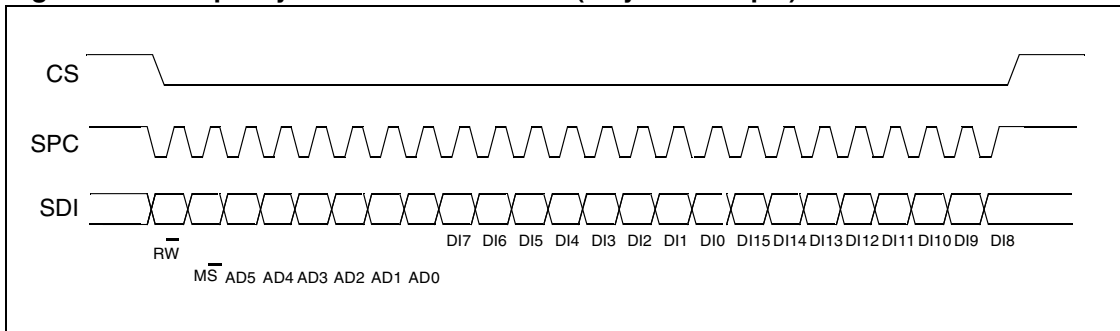 CS
SPC
SDI
RW̅ DI7 DI6 DI5 DI4 DI3 DI2 DI1 DI0 DI15 DI14 DI13 DI12 DI11 DI10 DI9 DI8
MS̅ AD5 AD4 AD3 AD2 AD1 AD0